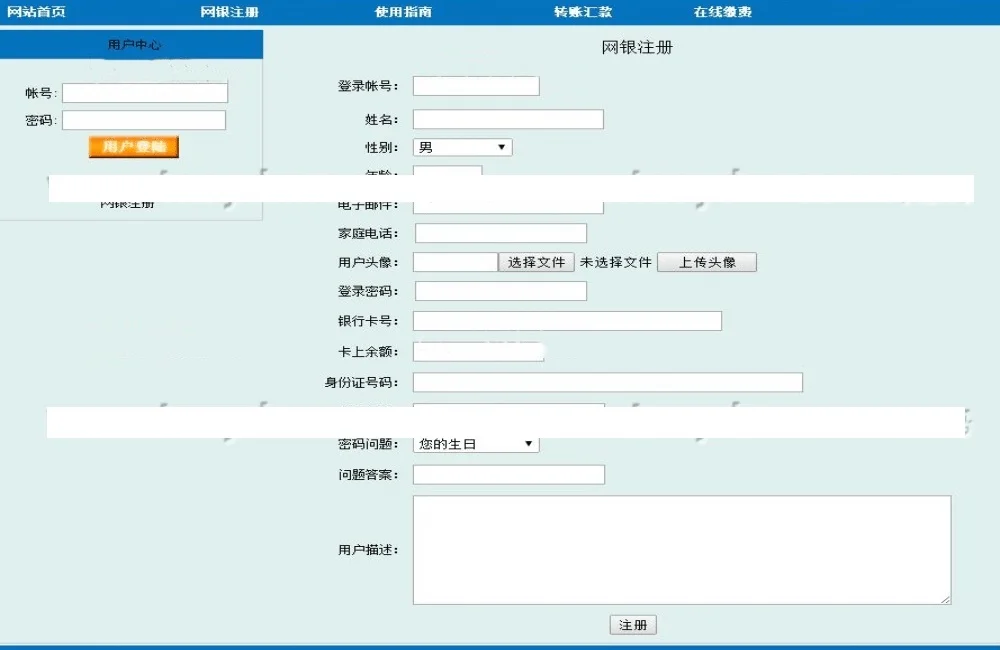 网站首页 网银注册 使用指南 转账汇款 在线缴费
用户中心
帐号:
密码:
用户登陆
网银注册
网银注册
登录帐号:
姓名:
性别: 男
年龄:
电子邮件:
家庭电话:
用户头像: 选择文件 未选择文件 上传头像
登录密码:
银行卡号:
卡上余额:
身份证号码:
密码问题: 您的生日
问题答案:
用户描述:
注册